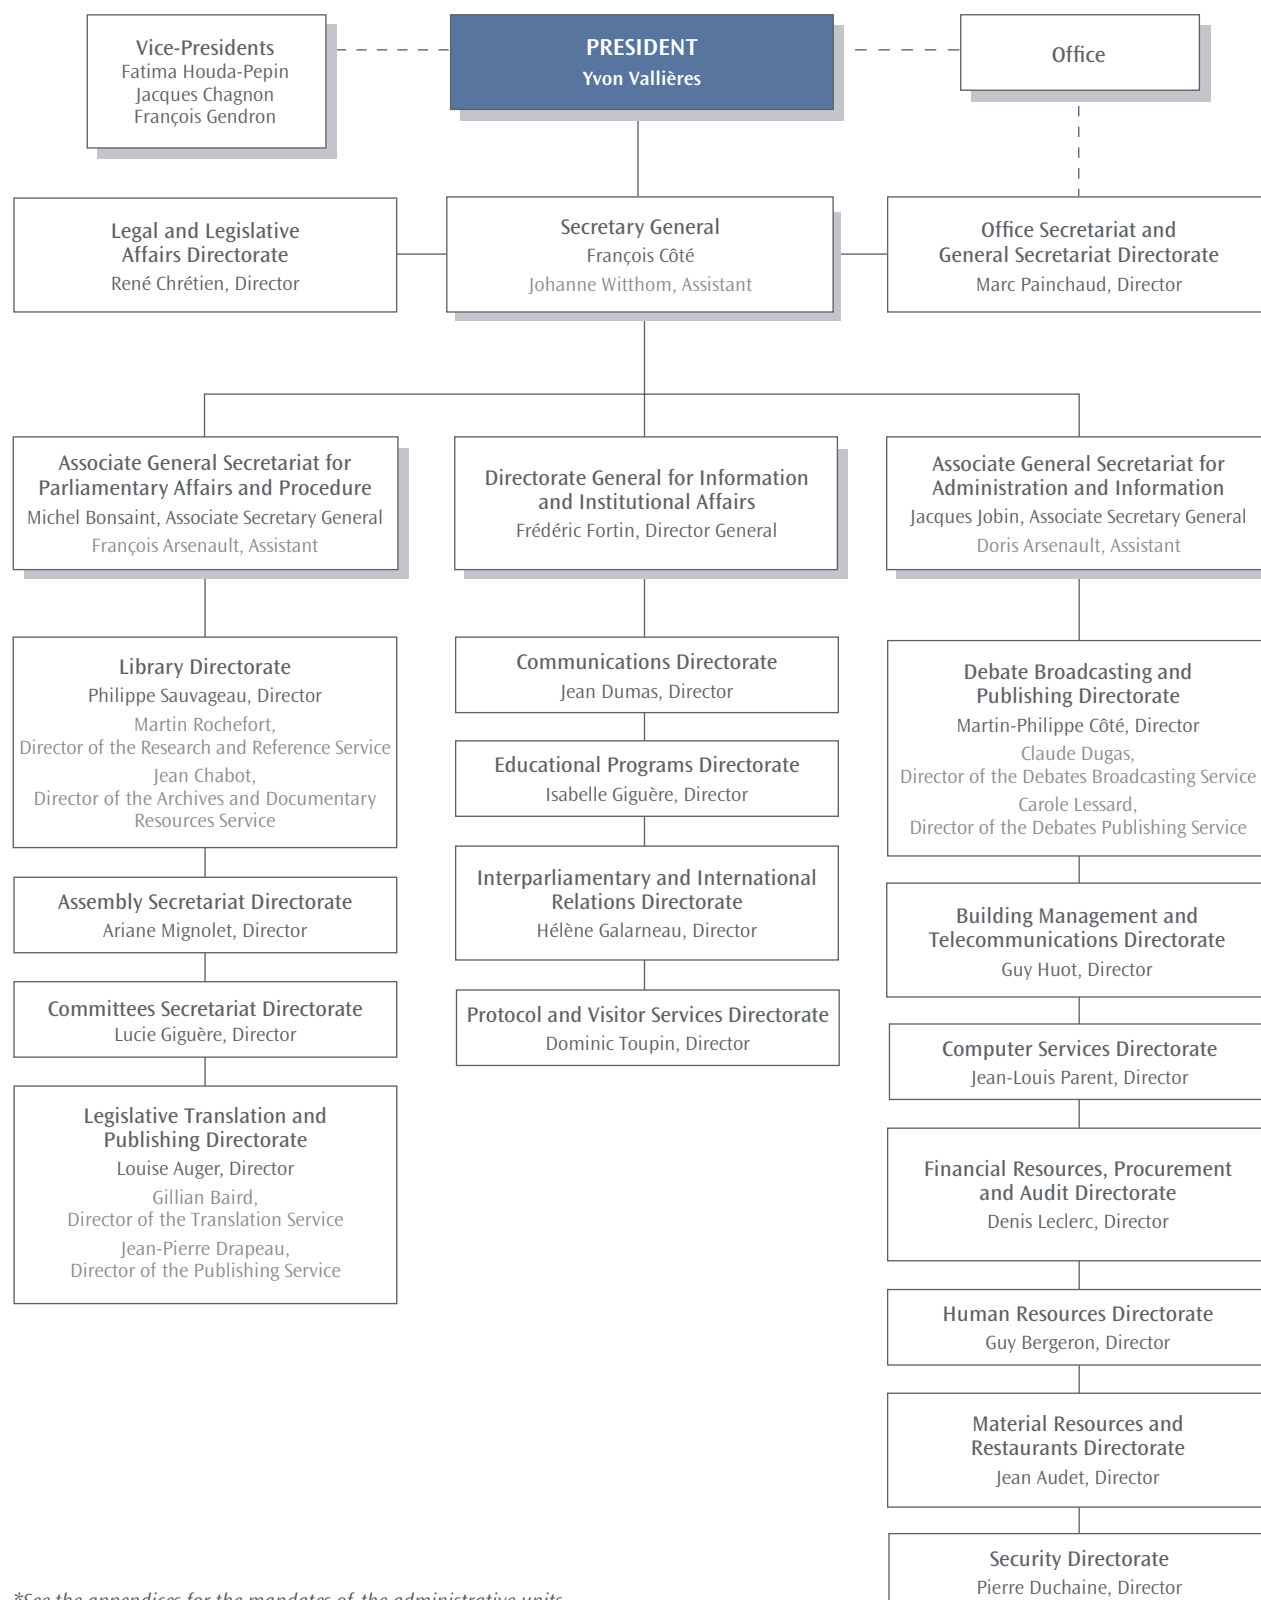 Vice-Presidents
Fatima Houda-Pepin
Jacques Chagnon
François Gendron
PRESIDENT
Yvon Vallières
Office
Legal and Legislative
Affairs Directorate
René Chrétien, Director
Secretary General
François Côté
Johanne Witthom, Assistant
Office Secretariat and
General Secretariat Directorate
Marc Painchaud, Director
Associate General Secretariat for
Parliamentary Affairs and Procedure
Michel Bonsaint, Associate Secretary General
François Arsenault, Assistant
Directorate General for Information
and Institutional Affairs
Frédéric Fortin, Director General
Associate General Secretariat for
Administration and Information
Jacques Jobin, Associate Secretary General
Doris Arsenault, Assistant
Library Directorate
Philippe Sauvageau, Director
Martin Rochefort,
Director of the Research and Reference Service
Jean Chabot,
Director of the Archives and Documentary
Resources Service
Assembly Secretariat Directorate
Ariane Mignolet, Director
Committees Secretariat Directorate
Lucie Giguère, Director
Legislative Translation and
Publishing Directorate
Louise Auger, Director
Gillian Baird,
Director of the Translation Service
Jean-Pierre Drapeau,
Director of the Publishing Service
Communications Directorate
Jean Dumas, Director
Educational Programs Directorate
Isabelle Giguère, Director
Interparliamentary and International
Relations Directorate
Hélène Galarneau, Director
Protocol and Visitor Services Directorate
Dominic Toupin, Director
Debate Broadcasting and
Publishing Directorate
Martin-Philippe Côté, Director
Claude Dugas,
Director of the Debates Broadcasting Service
Carole Lessard,
Director of the Debates Publishing Service
Building Management and
Telecommunications Directorate
Guy Huot, Director
Computer Services Directorate
Jean-Louis Parent, Director
Financial Resources, Procurement
and Audit Directorate
Denis Leclerc, Director
Human Resources Directorate
Guy Bergeron, Director
Material Resources and
Restaurants Directorate
Jean Audet, Director
Security Directorate
Pierre Duchaine, Director
*See the appendices for the mandates of the administrative units